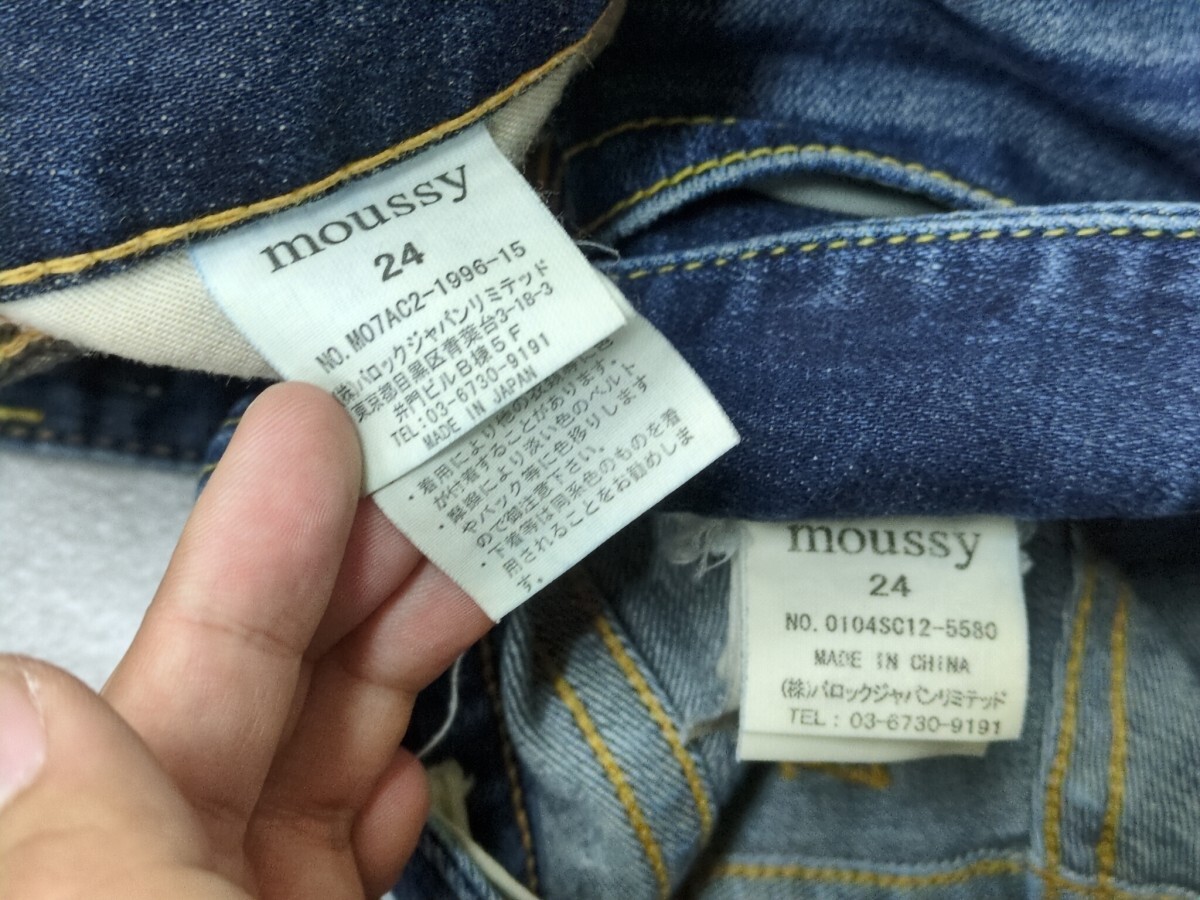 moussy
24
NO. M07AC2-1996-15
(株)バロックジャパンリミテッド
東京都目黒区青葉台3-18-3
井門ビルB棟5F
TEL:03-6730-9191
MADE IN JAPAN
・着用により他の衣料に色
が付着することがあります。
・摩擦により淡い色のベルト
やバック等に色移りします
ので御注意下さい。
・下着等は同系色のものを着
用されることをお勧めしま
す。
moussy
24
NO. 0104SC12-5580
MADE IN CHINA
(株)バロックジャパンリミテッド
TEL : 03-6730-9191